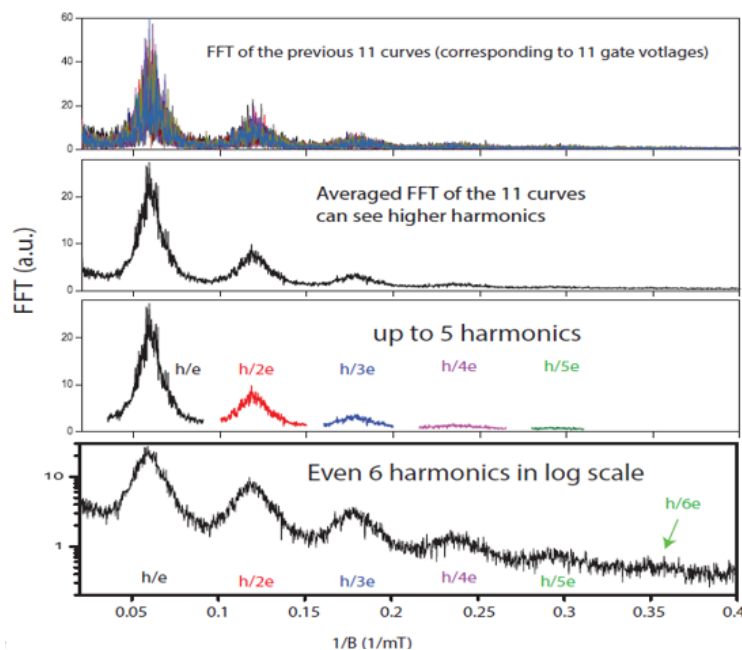 60
FFT of the previous 11 curves (corresponding to 11 gate votlages)
40
20
0
20
Averaged FFT of the 11 curves
can see higher harmonics
10
0
FFT (a.u.)
20
up to 5 harmonics
h/e h/2e h/3e h/4e h/5e
10
0
Even 6 harmonics in log scale
10
h/6e
1
h/e h/2e h/3e h/4e h/5e
0.05 0.1 0.15 0.2 0.25 0.3 0.35 0.4
1/B (1/mT)